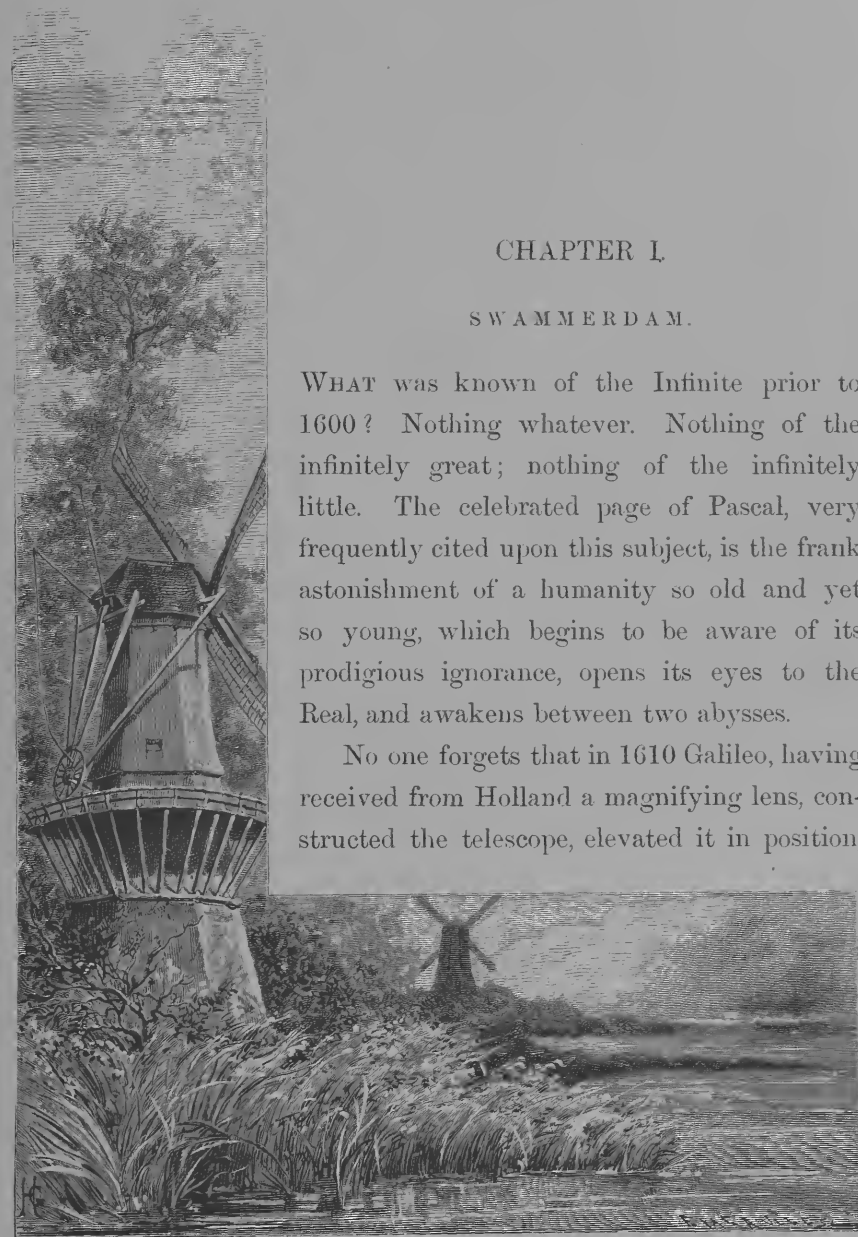 CHAPTER I.
SWAMMERDAM.
WHAT was known of the Infinite prior to
1600? Nothing whatever. Nothing of the
infinitely great; nothing of the infinitely
little. The celebrated page of Pascal, very
frequently cited upon this subject, is the frank
astonishment of a humanity so old and yet
so young, which begins to be aware of its
prodigious ignorance, opens its eyes to the
Real, and awakens between two abysses.
No one forgets that in 1610 Galileo, having
received from Holland a magnifying lens, con-
structed the telescope, elevated it in position